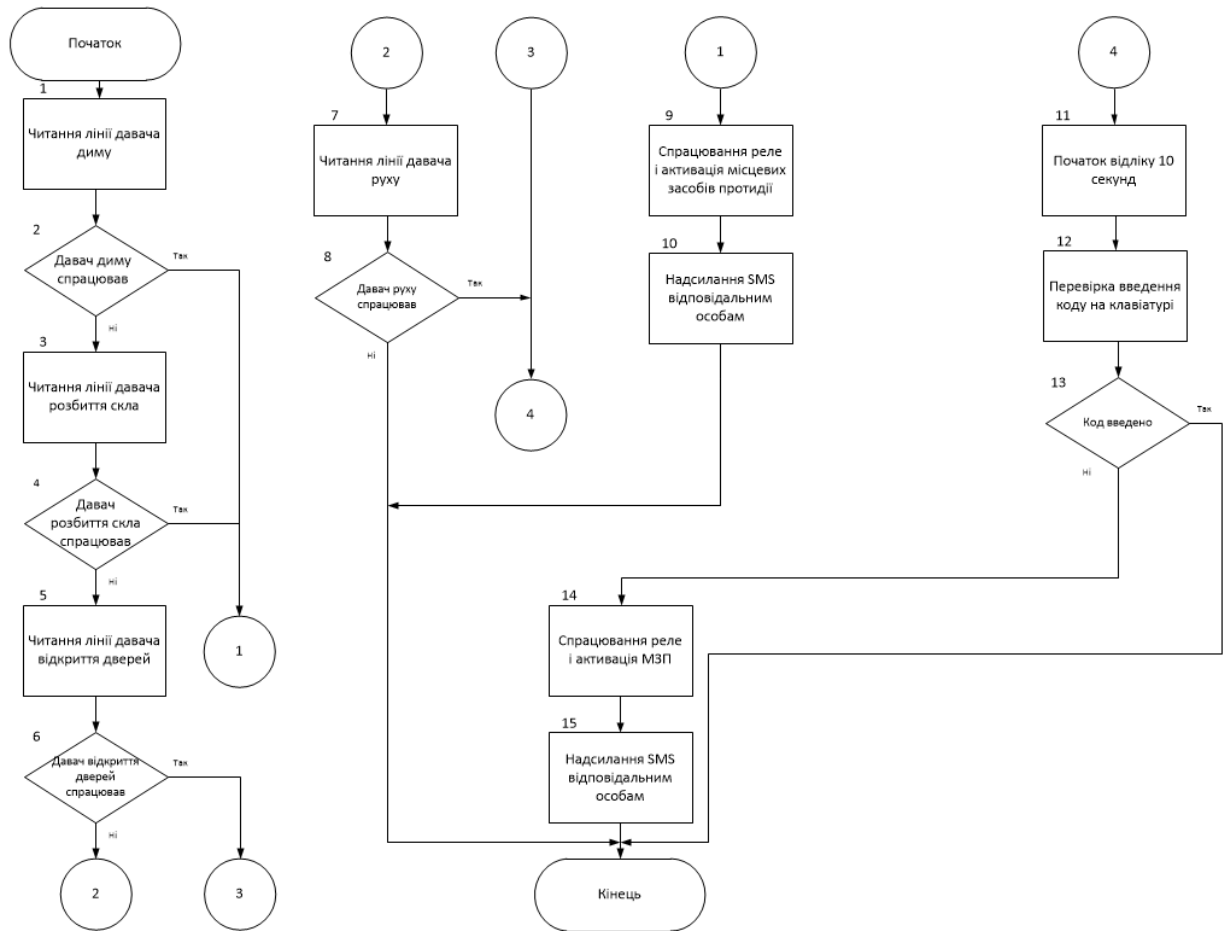 Початок
1
Читання лінії давача
диму
2
Давач диму
спрацював
Так
ні
3
Читання лінії давача
розбиття скла
4
Давач
розбиття скла
спрацював
Так
ні
5
Читання лінії давача
відкриття дверей
1
6
Давач відкриття
дверей
спрацював
Так
ні
2
3
2
7
Читання лінії давача
руху
8
Давач руху
спрацював
Так
ні
3
4
1
9
Спрацювання реле
і активація місцевих
засобів протидії
10
Надсилання SMS
відповідальним
особам
4
11
Початок відліку 10
секунд
12
Перевірка введення
коду на клавіатурі
13
Код введено
Так
ні
14
Спрацювання реле
і активація МЗП
15
Надсилання SMS
відповідальним
особам
Кінець